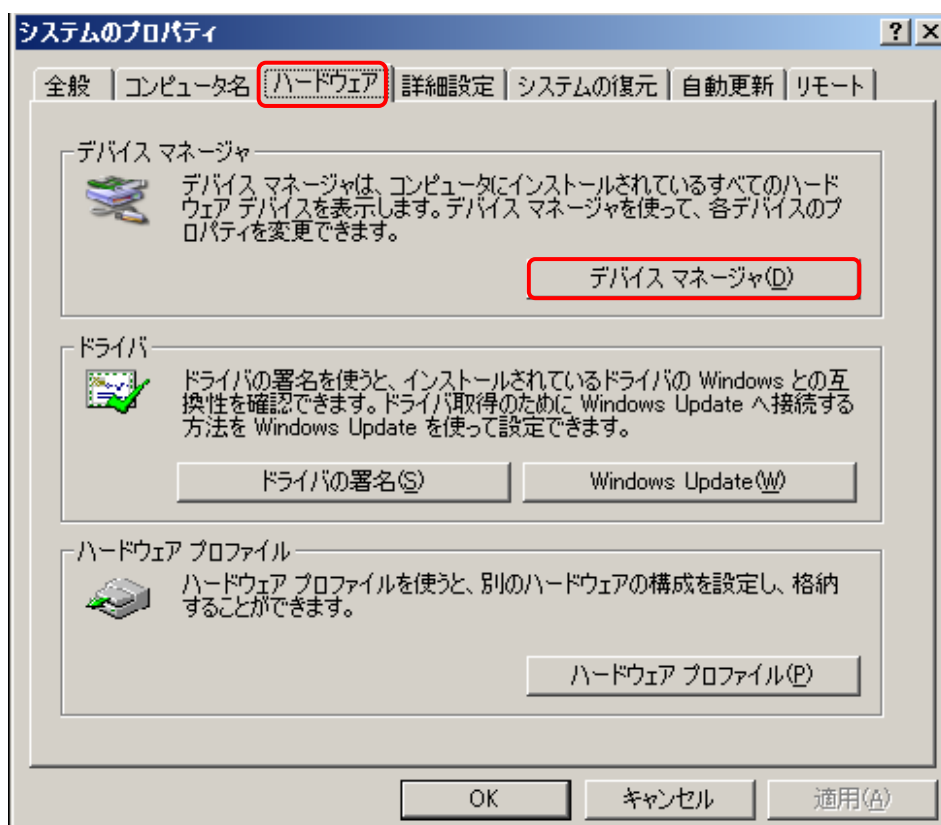 システムのプロパティ
全般 コンピュータ名 ハードウェア 詳細設定 システムの復元 自動更新 リモート
デバイス マネージャ
デバイス マネージャは、コンピュータにインストールされているすべてのハード
ウェア デバイスを表示します。デバイス マネージャを使って、各デバイスのプ
ロパティを変更できます。
デバイス マネージャ(D)
ドライバ
ドライバの署名を使うと、インストールされているドライバの Windows との互
換性を確認できます。ドライバ取得のために Windows Update へ接続する
方法を Windows Update を使って設定できます。
ドライバの署名(S) Windows Update(W)
ハードウェア プロファイル
ハードウェア プロファイルを使うと、別のハードウェアの構成を設定し、格納
することができます。
ハードウェア プロファイル(P)
OK キャンセル 適用(A)